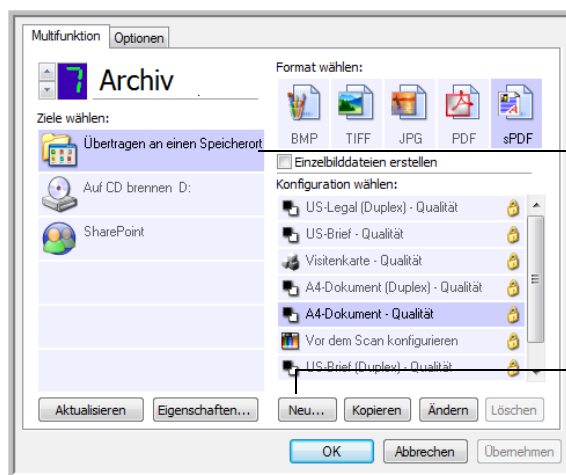 Multifunktion Optionen
7 Archiv
Ziele wählen:
Übertragen an einen Speicherort
Auf CD brennen D:
SharePoint
Aktualisieren Eigenschaften...
Format wählen:
BMP TIFF JPG PDF sPDF
Einzelbilddateien erstellen
Konfiguration wählen:
US-Legal (Duplex) - Qualität
US-Brief - Qualität
Visitenkarte - Qualität
A4-Dokument (Duplex) - Qualität
A4-Dokument - Qualität
Vor dem Scan konfigurieren
US-Brief (Duplex) - Qualität
Neu... Kopieren Ändern Löschen
OK Abbrechen Übernehmen